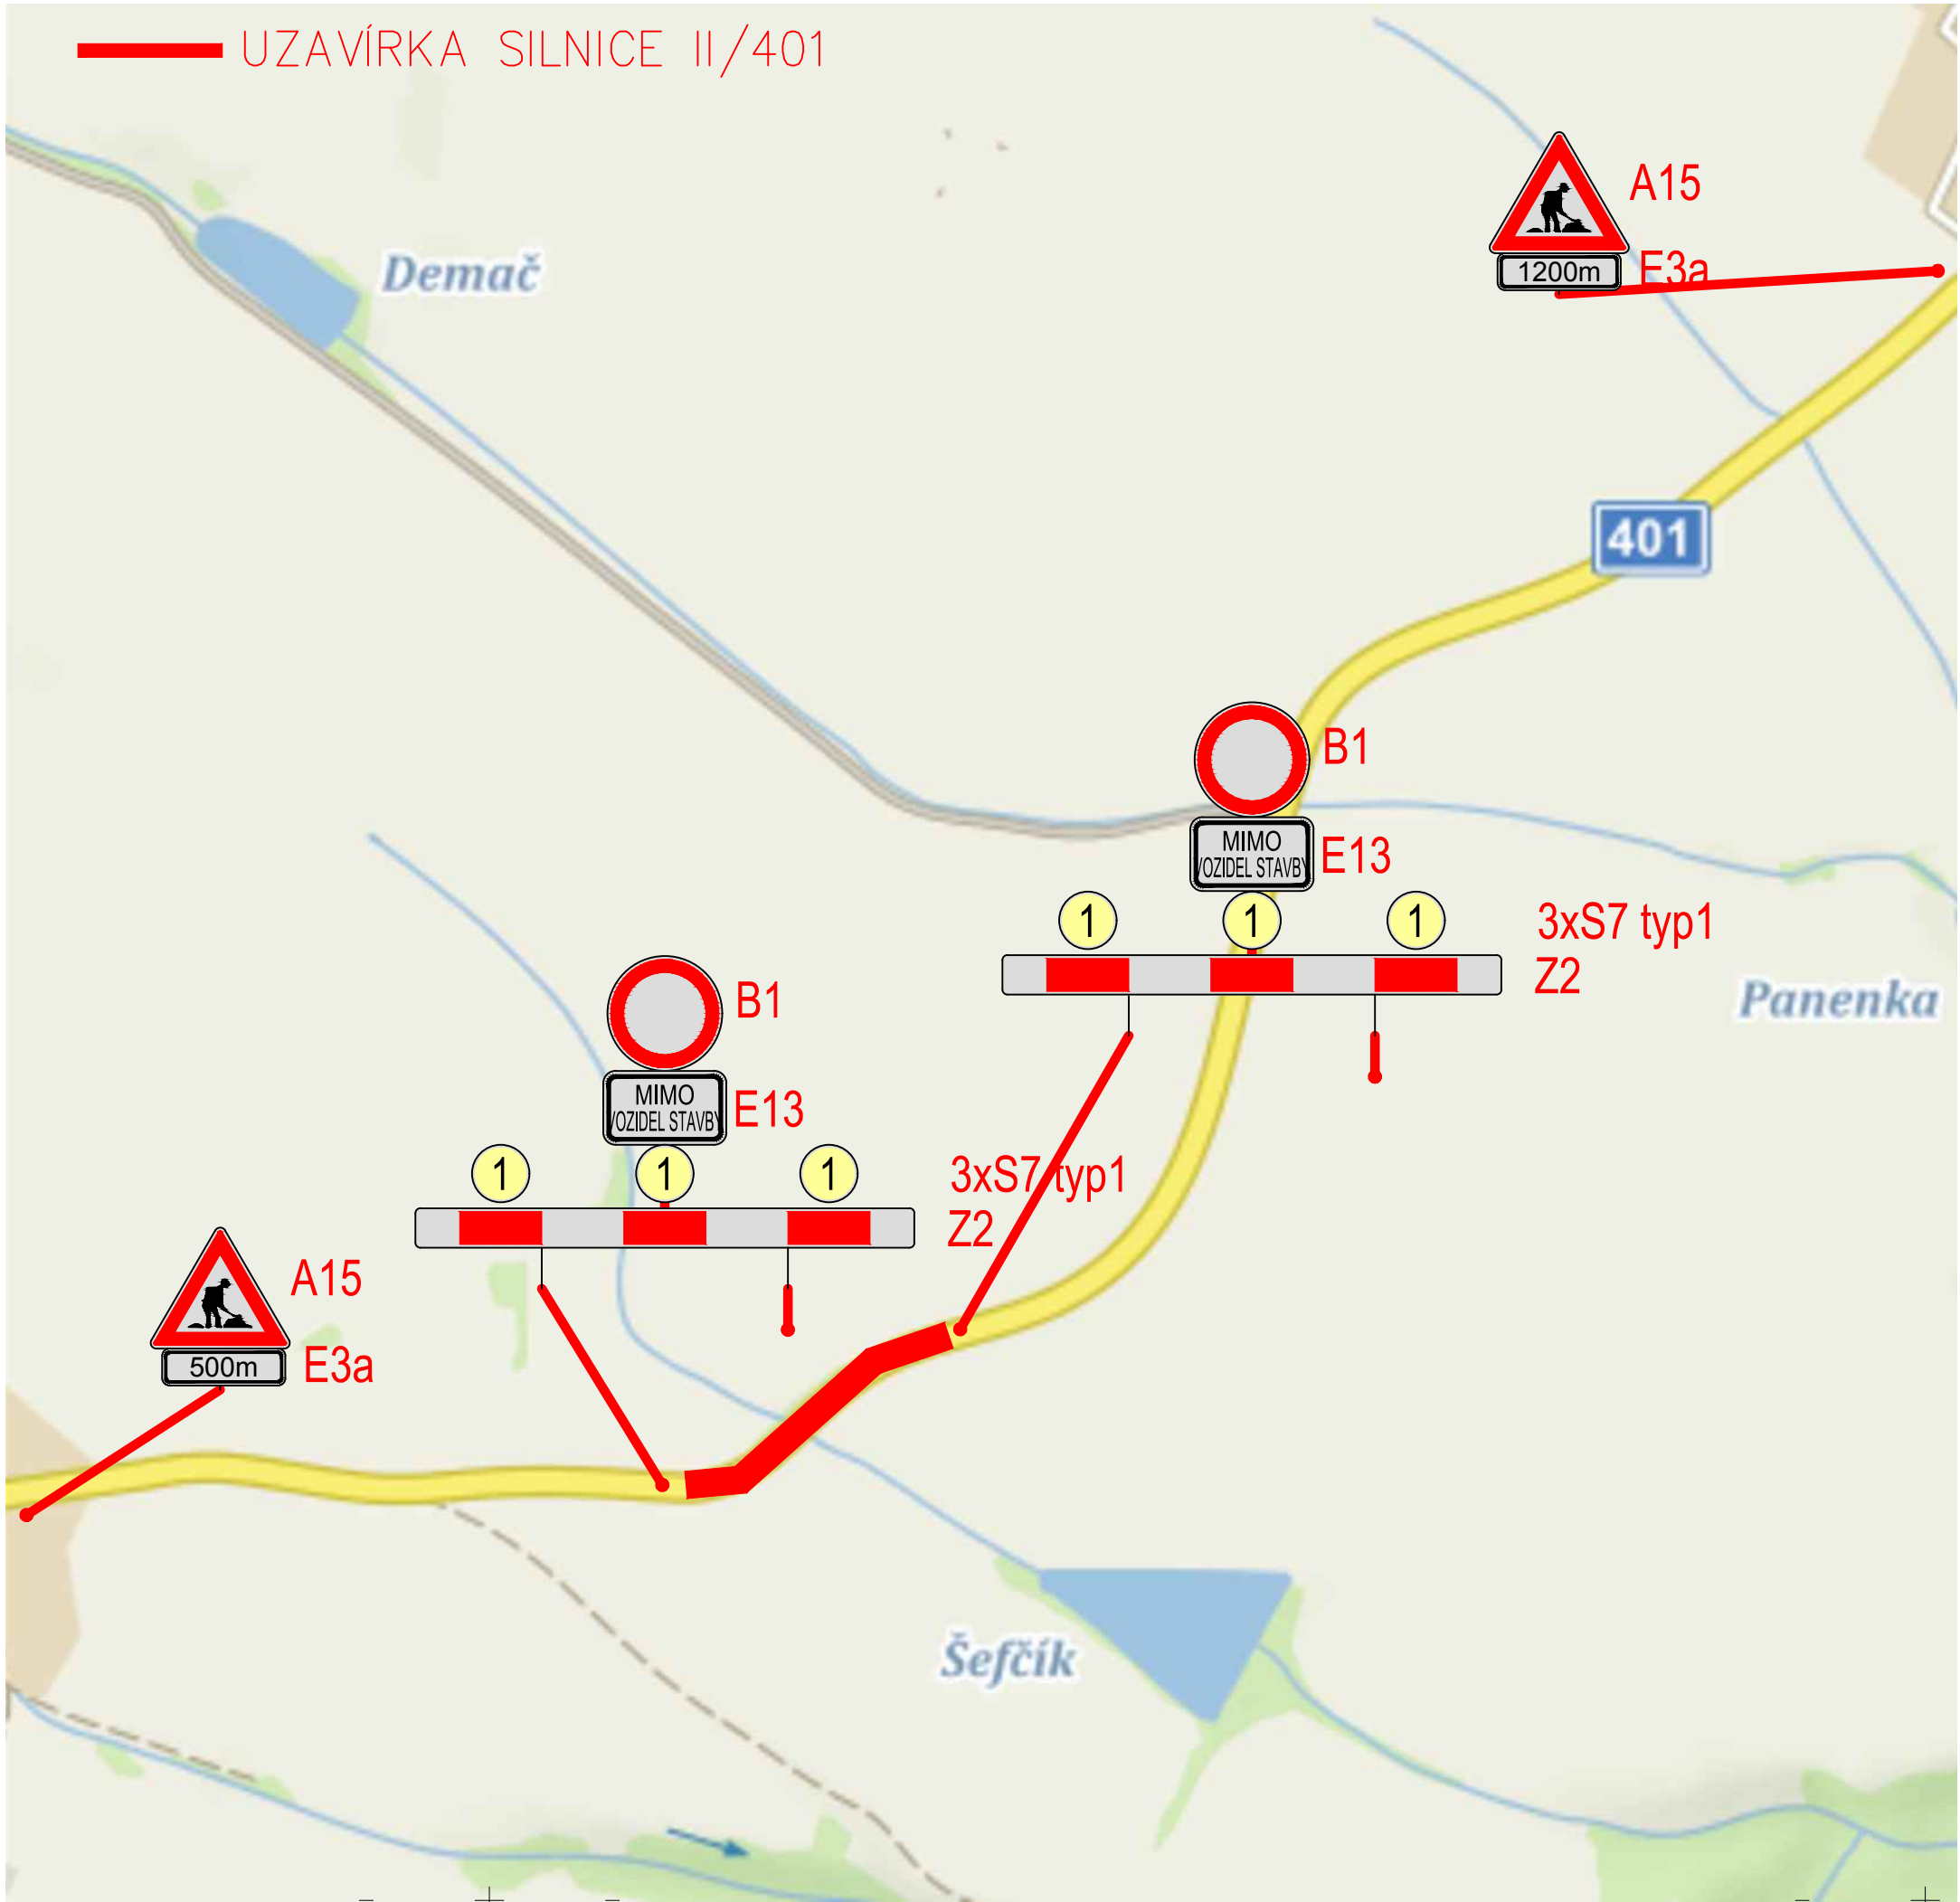 UZAVÍRKA SILNICE II/401
A15
1200m
E3a
Demač
401
B1
MIMO
VOZIDEL STAVBY
E13
1 1 1
3xS7 typ1
Z2
Panenka
B1
MIMO
VOZIDEL STAVBY
E13
1 1 1
3xS7 typ1
Z2
A15
500m
E3a
Šefčík